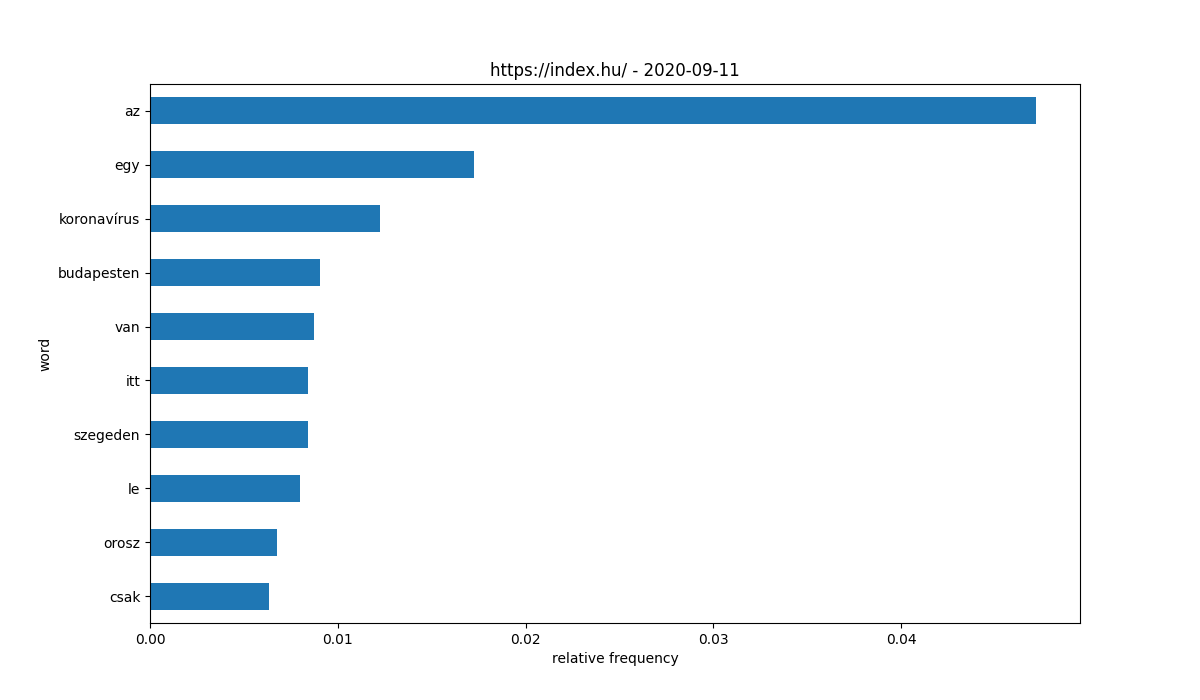 https://index.hu/ - 2020-09-11
az
egy
koronavírus
budapesten
van
itt
szegeden
le
orosz
csak
word
0.00 0.01 0.02 0.03 0.04
relative frequency